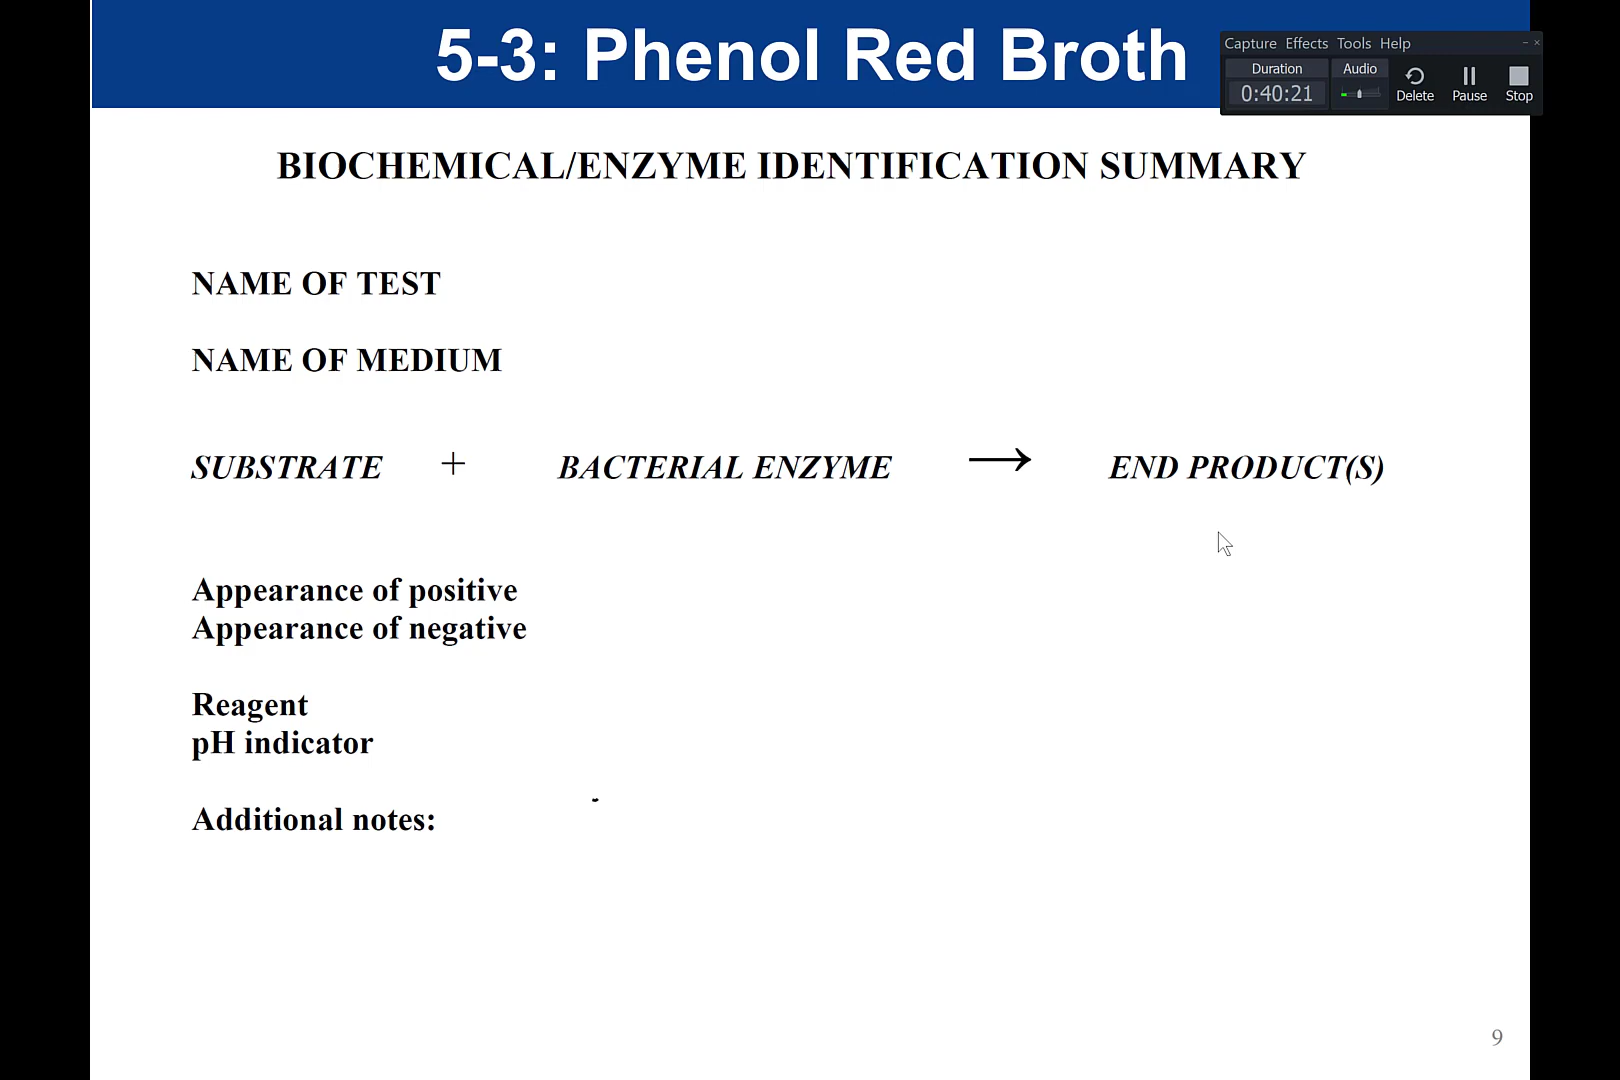 5-3: Phenol Red Broth
Capture Effects Tools Help
Duration Audio
0:40:21 Delete Pause Stop
BIOCHEMICAL/ENZYME IDENTIFICATION SUMMARY
NAME OF TEST
NAME OF MEDIUM
SUBSTRATE + BACTERIAL ENZYME → END PRODUCT(S)
Appearance of positive
Appearance of negative
Reagent
pH indicator
Additional notes:
9